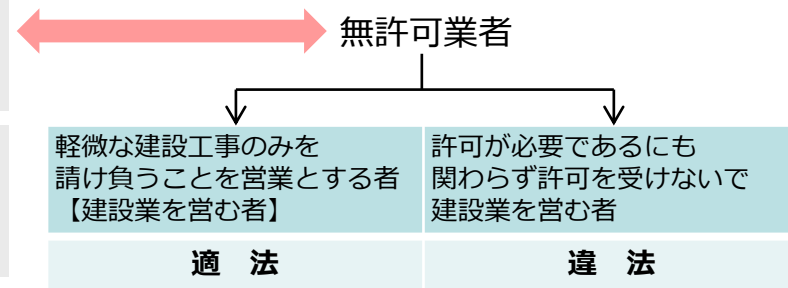 無許可業者
軽微な建設工事のみを
請け負うことを営業とする者
【建設業を営む者】
許可が必要であるにも
関わらず許可を受けないで
建設業を営む者
適　法
違　法